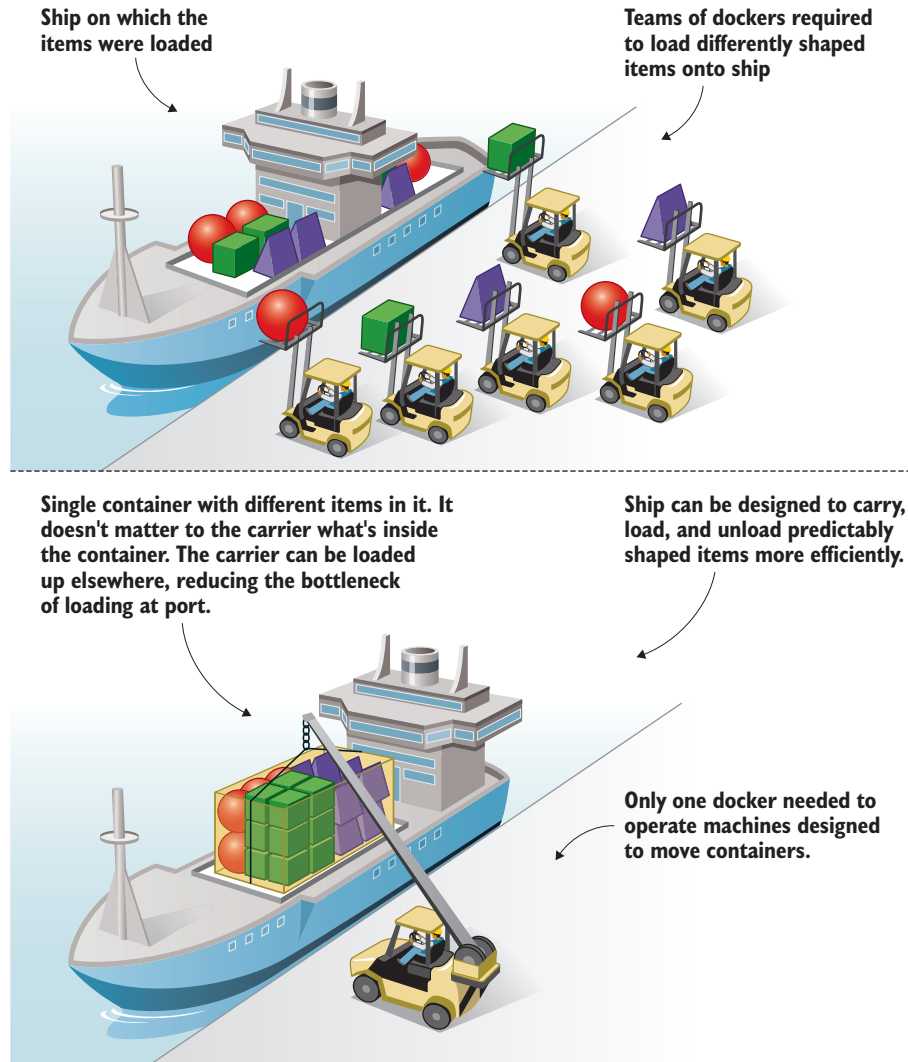 Ship on which the
items were loaded
Teams of dockers required
to load differently shaped
items onto ship
Single container with different items in it. It
doesn't matter to the carrier what's inside
the container. The carrier can be loaded
up elsewhere, reducing the bottleneck
of loading at port.
Ship can be designed to carry,
load, and unload predictably
shaped items more efficiently.
Only one docker needed to
operate machines designed
to move containers.